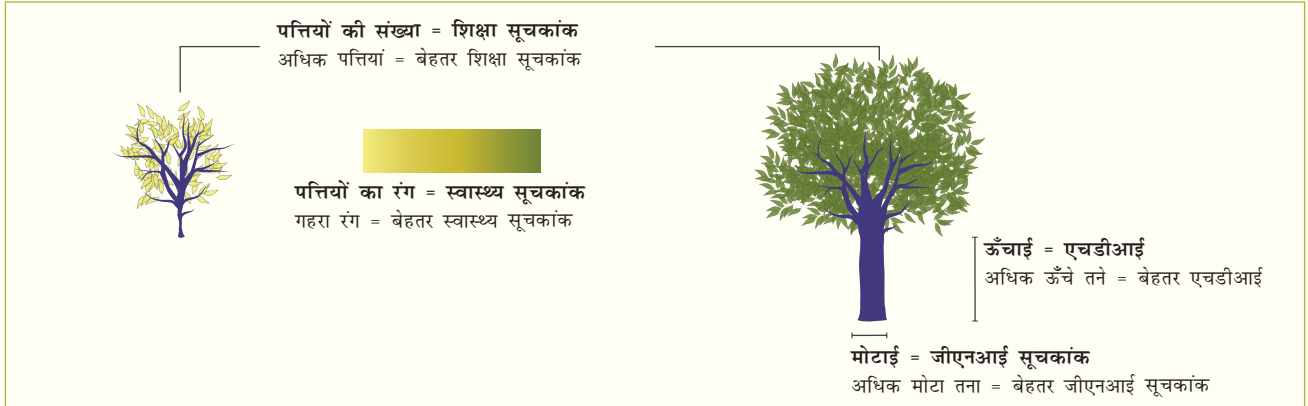 पत्तियों की संख्या = शिक्षा सूचकांक
अधिक पत्तियां = बेहतर शिक्षा सूचकांक
पत्तियों का रंग = स्वास्थ्य सूचकांक
गहरा रंग = बेहतर स्वास्थ्य सूचकांक
ऊँचाई = एचडीआई
अधिक ऊँचे तने = बेहतर एचडीआई
मोटाई = जीएनआई सूचकांक
अधिक मोटा तना = बेहतर जीएनआई सूचकांक